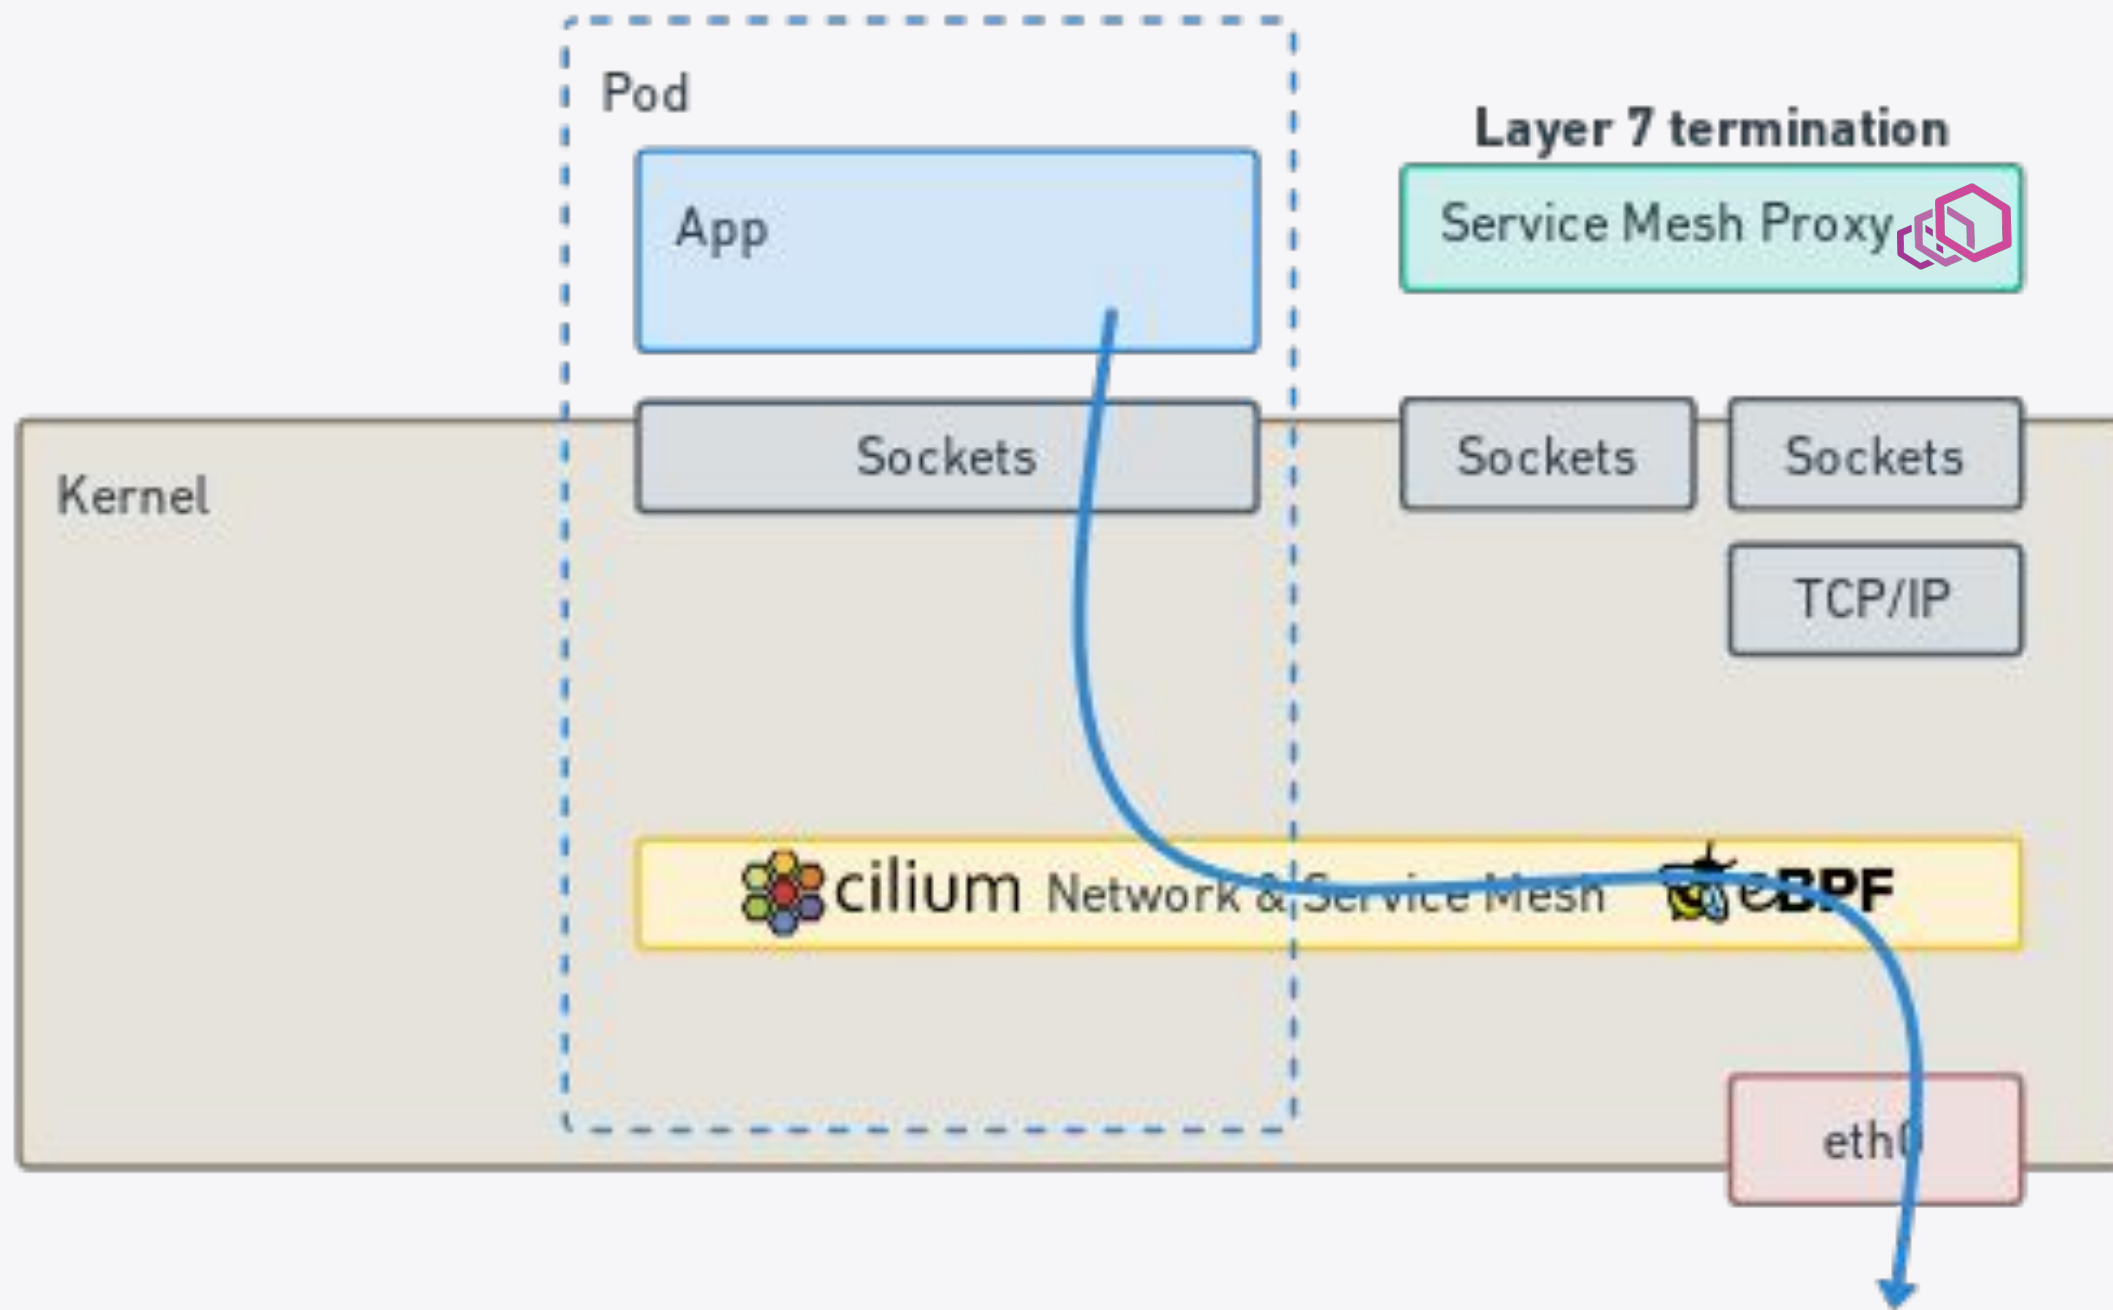 Pod
Layer 7 termination
App
Service Mesh Proxy
Sockets
Sockets
Sockets
Kernel
TCP/IP
cilium Network & Service Mesh eBPF
eth0